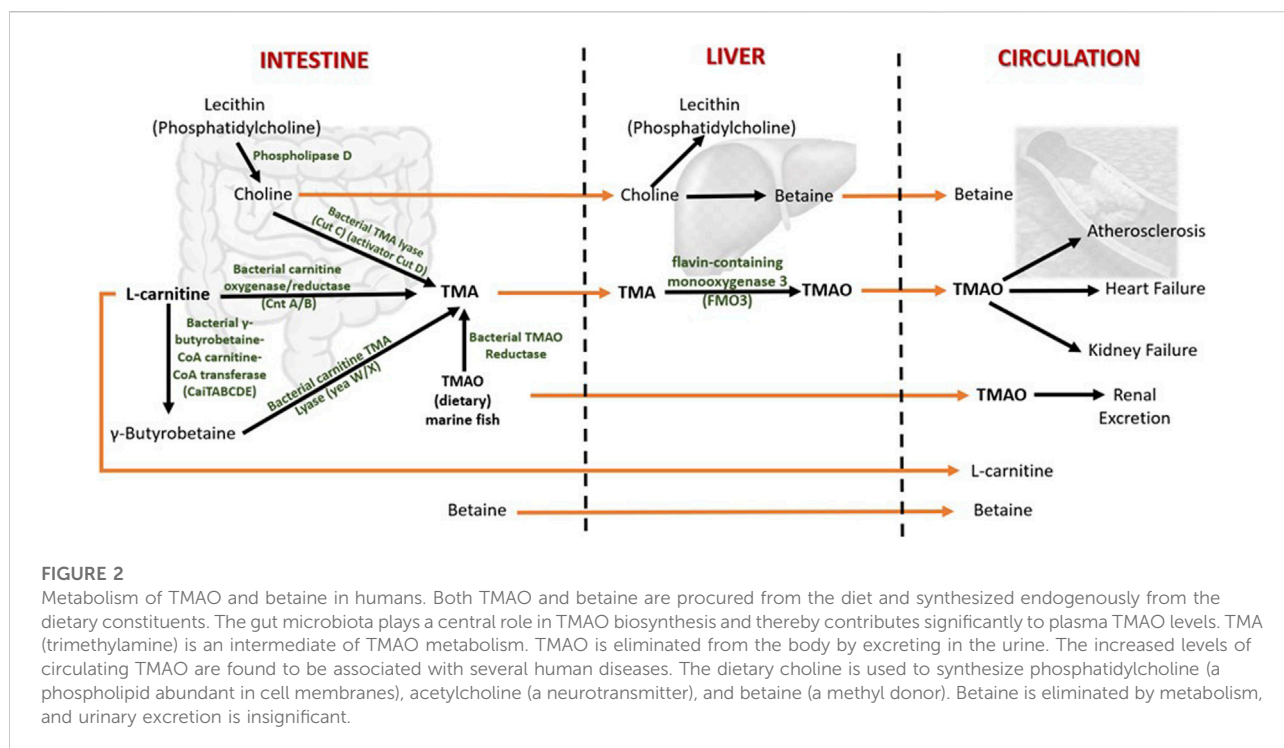 INTESTINE
LIVER
CIRCULATION
Lecithin
(Phosphatidylcholine)
Phospholipase D
Choline
Bacterial TMA lyase
(Cut C) (activator Cut D)
Bacterial carnitine
oxygenase/reductase
(Cnt A/B)
L-carnitine
TMA
Bacterial γ-
butyrobetaine-
CoA carnitine-
CoA transferase
(CaiTABCDE)
Bacterial carnitine TMA
Lyase (yea W/X)
Bacterial TMAO
Reductase
TMAO
(dietary)
marine fish
γ-Butyrobetaine
Betaine
Lecithin
(Phosphatidylcholine)
Choline
Betaine
flavin-containing
monooxygenase 3
(FMO3)
TMA
TMAO
Betaine
Atherosclerosis
TMAO
Heart Failure
Kidney Failure
TMAO
Renal
Excretion
L-carnitine
Betaine
FIGURE 2
Metabolism of TMAO and betaine in humans. Both TMAO and betaine are procured from the diet and synthesized endogenously from the
dietary constituents. The gut microbiota plays a central role in TMAO biosynthesis and thereby contributes significantly to plasma TMAO levels. TMA
(trimethylamine) is an intermediate of TMAO metabolism. TMAO is eliminated from the body by excreting in the urine. The increased levels of
circulating TMAO are found to be associated with several human diseases. The dietary choline is used to synthesize phosphatidylcholine (a
phospholipid abundant in cell membranes), acetylcholine (a neurotransmitter), and betaine (a methyl donor). Betaine is eliminated by metabolism,
and urinary excretion is insignificant.